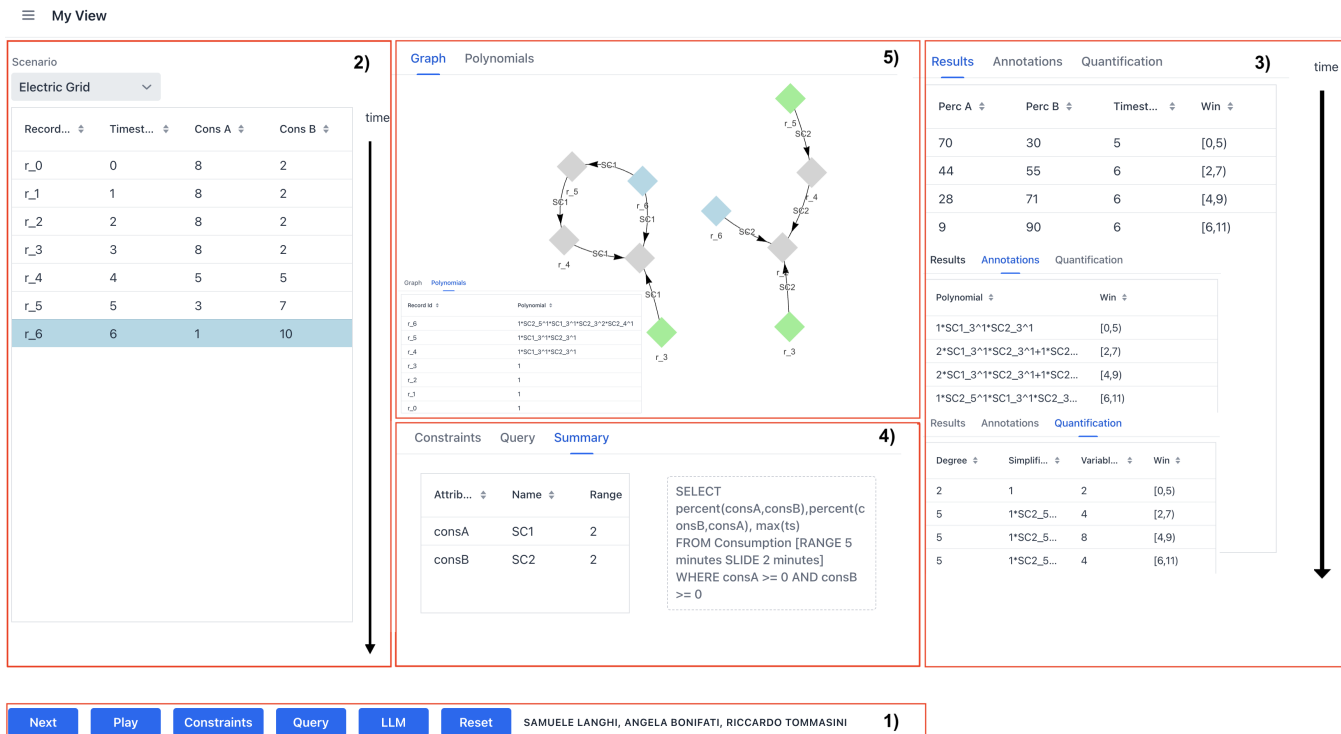 My View
2)
Scenario
Electric Grid
time
Record... Timest... Cons A Cons B
r_0 0 8 2
r_1 1 8 2
r_2 2 8 2
r_3 3 8 2
r_4 4 5 5
r_5 5 3 7
r_6 6 1 10
Graph Polynomials 5)
r_5
SC2
SC1
r_5
SC1
r_6
SC1
r_4
SC2
r_6
SC2
SC1
r_4
SC2
SC1
r_3
r_3
Graph Polynomials
Record Id Polynomial
r_6 1*SC2_5^1*SC1_3^1*SC2_3^2*SC2_4^1
r_5 1*SC1_3^1*SC2_3^1
r_4 1*SC1_3^1*SC2_3^1
r_3 1
r_2 1
r_1 1
r_0 1
Constraints Query Summary 4)
Attrib... Name Range
consA SC1 2
consB SC2 2
SELECT
percent(consA,consB),percent(c
onsB,consA), max(ts)
FROM Consumption [RANGE 5
minutes SLIDE 2 minutes]
WHERE consA >= 0 AND consB
>= 0
Results Annotations Quantification 3)
time
Perc A Perc B Timest... Win
70 30 5 [0,5)
44 55 6 [2,7)
28 71 6 [4,9)
9 90 6 [6,11)
Results Annotations Quantification
Polynomial Win
1*SC1_3^1*SC2_3^1 [0,5)
2*SC1_3^1*SC2_3^1+1*SC2... [2,7)
2*SC1_3^1*SC2_3^1+1*SC2... [4,9)
1*SC2_5^1*SC1_3^1*SC2_3... [6,11)
Results Annotations Quantification
Degree Simplifi... Variabl... Win
2 1 2 [0,5)
5 1*SC2_5... 4 [2,7)
5 1*SC2_5... 8 [4,9)
5 1*SC2_5... 4 [6,11)
Next Play Constraints Query LLM Reset SAMUELE LANGHI, ANGELA BONIFATI, RICCARDO TOMMASINI 1)